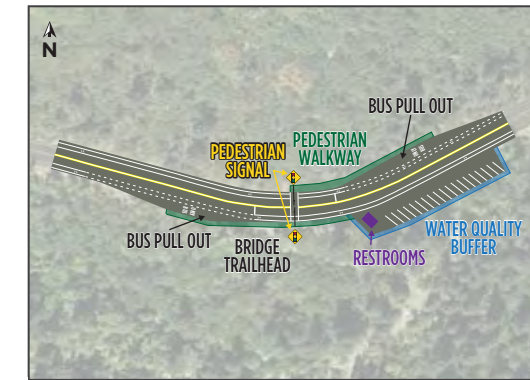 N
BUS PULL OUT
PEDESTRIAN
SIGNAL
PEDESTRIAN
WALKWAY
BUS PULL OUT
BRIDGE
TRAILHEAD
RESTROOMS
WATER QUALITY
BUFFER